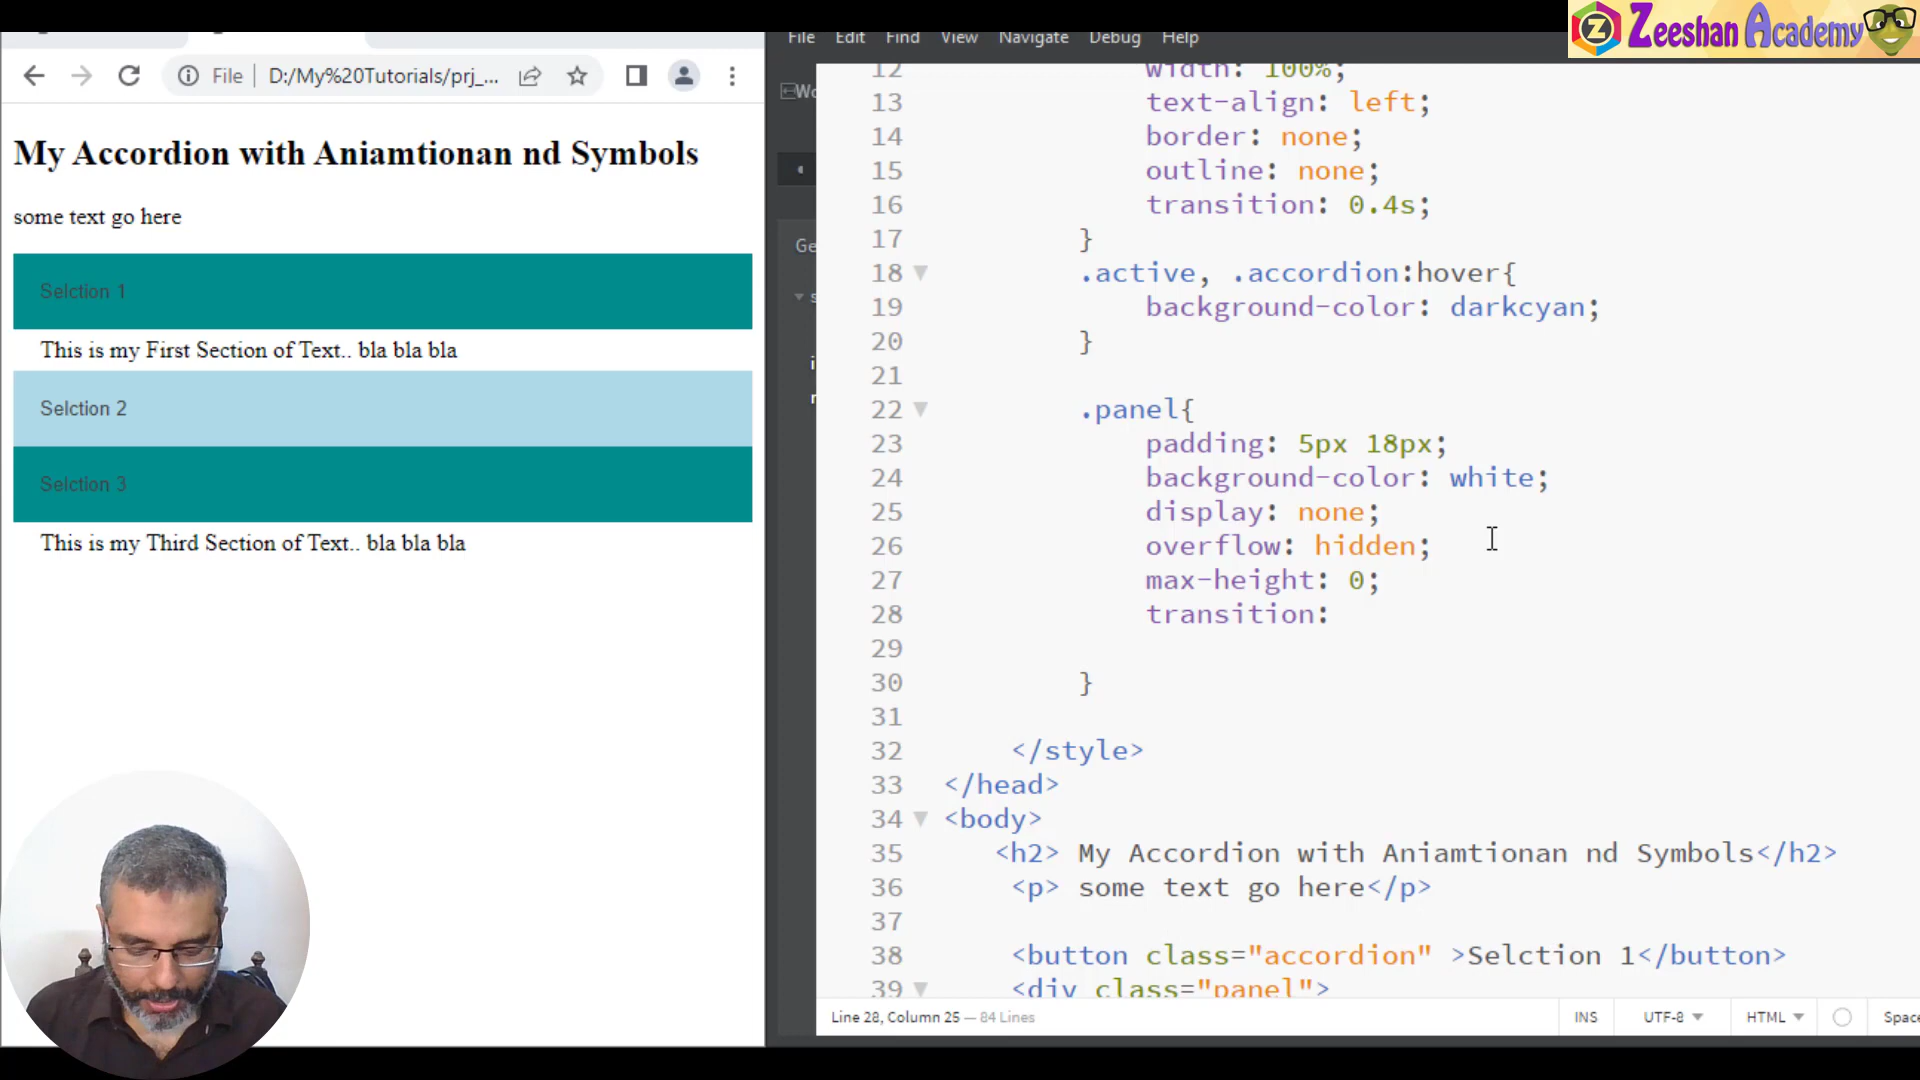 Zeeshan Academy
File Edit Find View Navigate Debug Help
File D:/My%20Tutorials/prj_...
My Accordion with Aniamtionan nd Symbols
some text go here
Selction 1
This is my First Section of Text.. bla bla bla
Selction 2
Selction 3
This is my Third Section of Text.. bla bla bla
Wo
Ge
12 width: 100%;
13 text-align: left;
14 border: none;
15 outline: none;
16 transition: 0.4s;
17 }
18 .active, .accordion:hover{
19 background-color: darkcyan;
20 }
21
22 .panel{
23 padding: 5px 18px;
24 background-color: white;
25 display: none;
26 overflow: hidden;
27 max-height: 0;
28 transition:
29
30 }
31
32 </style>
33 </head>
34 <body>
35 <h2> My Accordion with Aniamtionan nd Symbols</h2>
36 <p> some text go here</p>
37
38 <button class="accordion" >Selction 1</button>
39 <div class="panel">
Line 28, Column 25 — 84 Lines
INS UTF-8 HTML Space